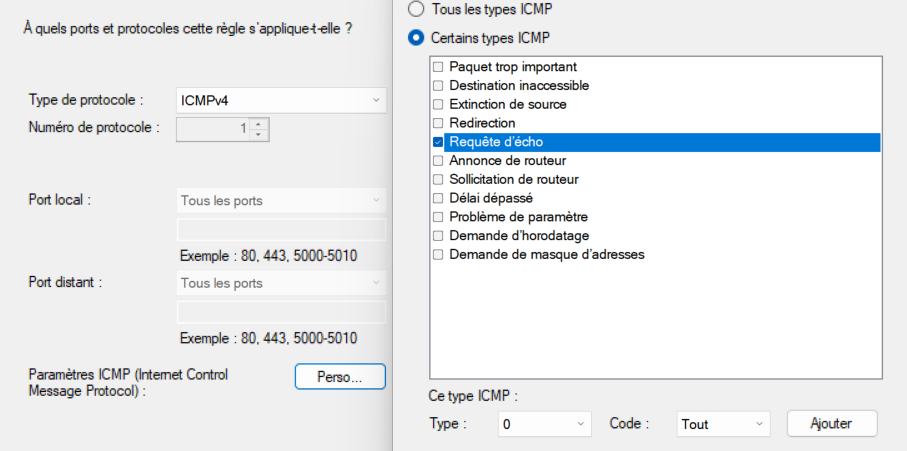 À quels ports et protocoles cette règle s'applique-t-elle ?
Type de protocole :
ICMPv4
Numéro de protocole :
1
Port local :
Tous les ports
Exemple : 80, 443, 5000-5010
Port distant :
Tous les ports
Exemple : 80, 443, 5000-5010
Paramètres ICMP (Internet Control
Message Protocol) :
Perso...
Tous les types ICMP
Certains types ICMP
Paquet trop important
Destination inaccessible
Extinction de source
Redirection
Requête d'écho
Annonce de routeur
Sollicitation de routeur
Délai dépassé
Problème de paramètre
Demande d'horodatage
Demande de masque d'adresses
Ce type ICMP :
Type :
0
Code :
Tout
Ajouter